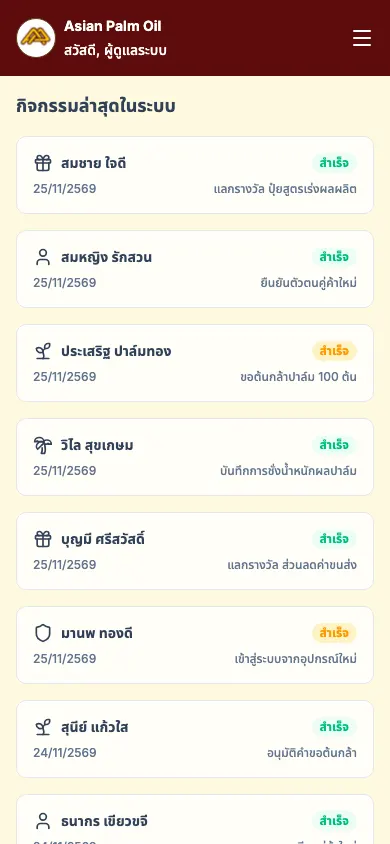 Asian Palm Oil
สวัสดี, ผู้ดูแลระบบ
กิจกรรมล่าสุดในระบบ
สมชาย ใจดี สำเร็จ
25/11/2569 แลกรางวัล ปุ๋ยสูตรเร่งผลผลิต
สมหญิง รักสวน สำเร็จ
25/11/2569 ยืนยันตัวตนคู่ค้าใหม่
ประเสริฐ ปาล์มทอง สำเร็จ
25/11/2569 ขอต้นกล้าปาล์ม 100 ต้น
วิไล สุขเกษม สำเร็จ
25/11/2569 บันทึกการชั่งน้ำหนักผลปาล์ม
บุญมี ศรีสวัสดิ์ สำเร็จ
25/11/2569 แลกรางวัล ส่วนลดค่าขนส่ง
มานพ ทองดี สำเร็จ
25/11/2569 เข้าสู่ระบบจากอุปกรณ์ใหม่
สุนีย์ แก้วใส สำเร็จ
24/11/2569 อนุมัติคำขอต้นกล้า
ธนากร เขียวขจี สำเร็จ